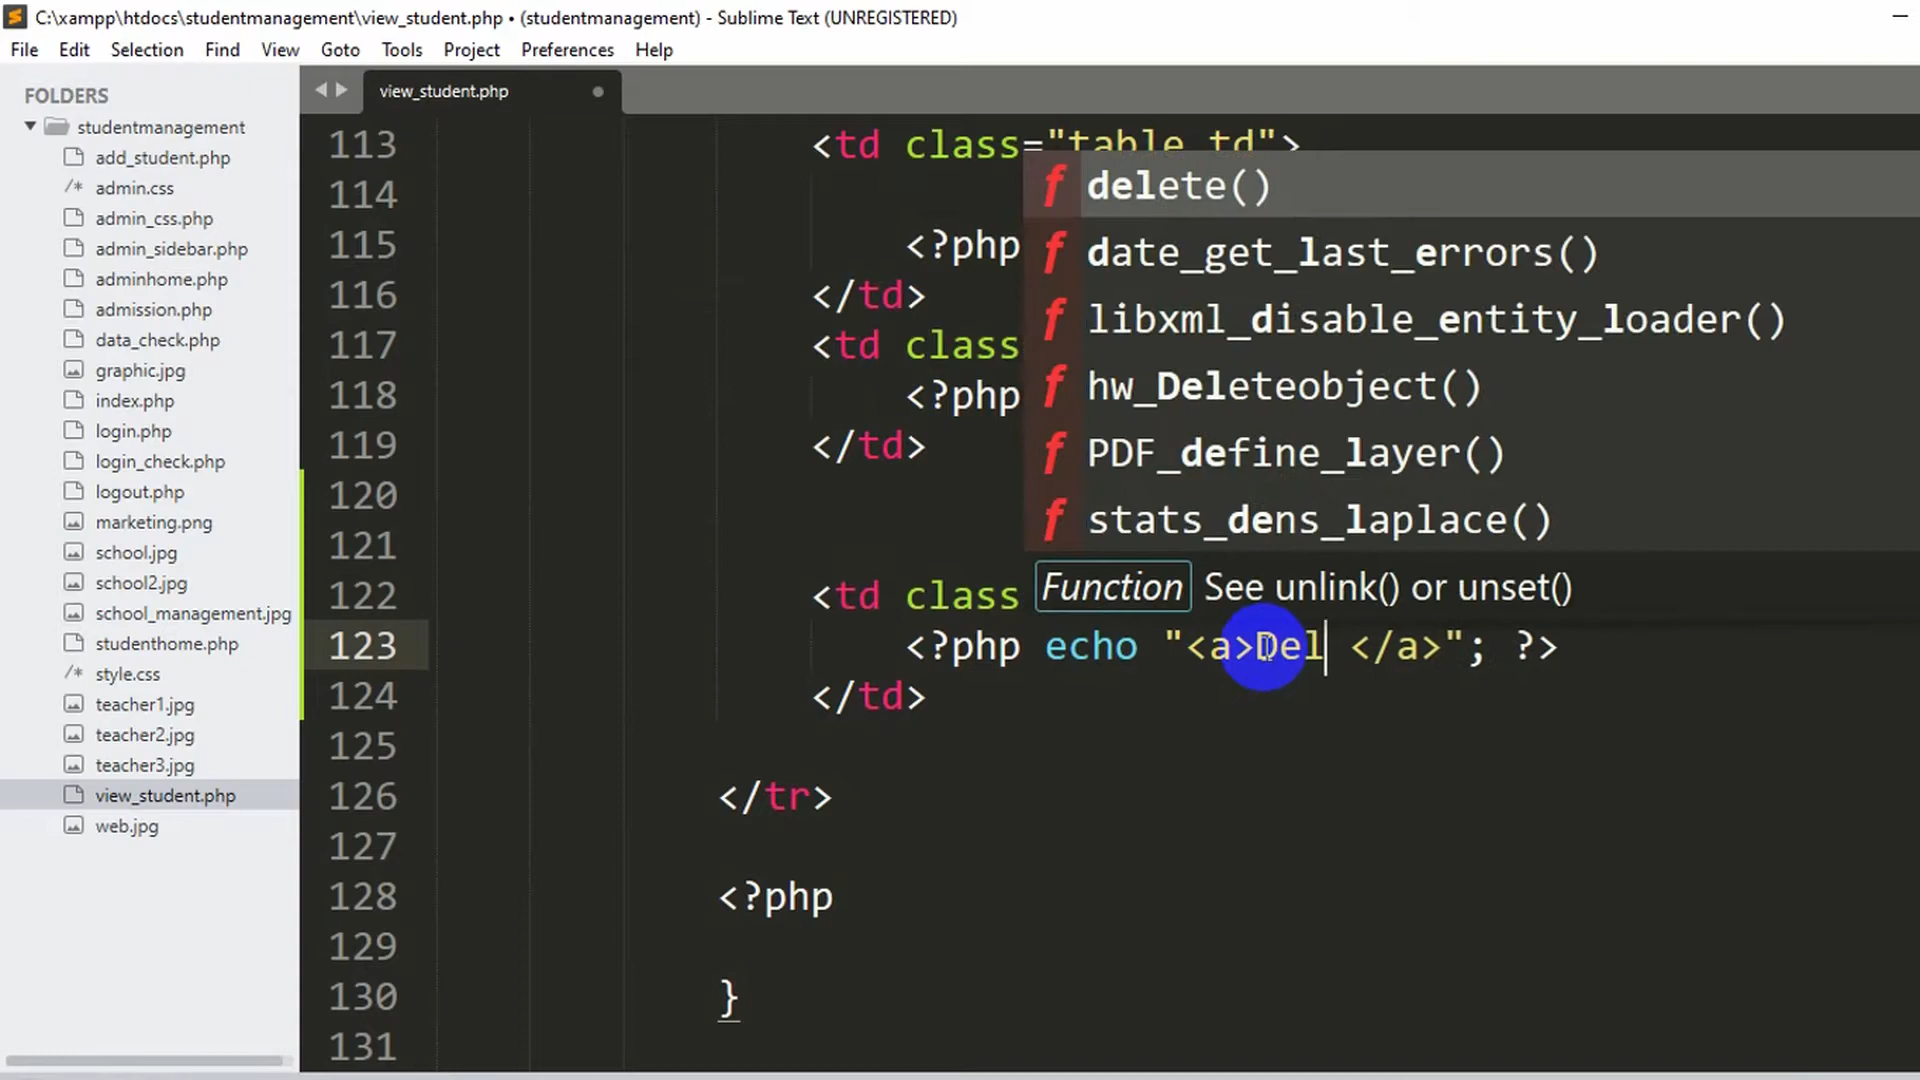 C:\xampp\htdocs\studentmanagement\view_student.php • (studentmanagement) - Sublime Text (UNREGISTERED)
File Edit Selection Find View Goto Tools Project Preferences Help
FOLDERS
studentmanagement
add_student.php
/* admin.css
admin_css.php
admin_sidebar.php
adminhome.php
admission.php
data_check.php
graphic.jpg
index.php
login.php
login_check.php
logout.php
marketing.png
school.jpg
school2.jpg
school_management.jpg
studenthome.php
/* style.css
teacher1.jpg
teacher2.jpg
teacher3.jpg
view_student.php
web.jpg
view_student.php
113 <td class="table_td">
114
115 <?php
116 </td>
117 <td class
118 <?php
119 </td>
120
121
122 <td class
123 <?php echo "<a>Del </a>"; ?>
124 </td>
125
126 </tr>
127
128 <?php
129
130 }
131
f delete()
f date_get_last_errors()
f libxml_disable_entity_loader()
f hw_Deleteobject()
f PDF_define_layer()
f stats_dens_laplace()
Function See unlink() or unset()